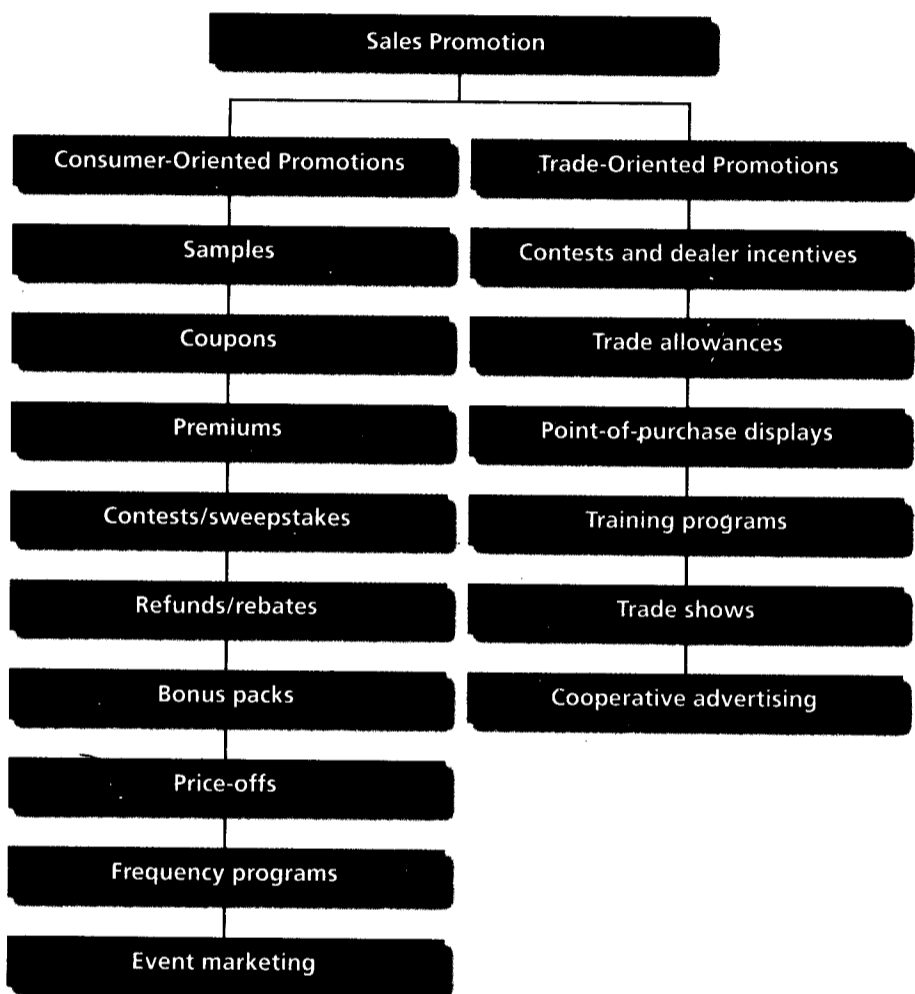 Sales Promotion
Consumer-Oriented Promotions
Samples
Coupons
Premiums
Contests/sweepstakes
Refunds/rebates
Bonus packs
Price-offs
Frequency programs
Event marketing
Trade-Oriented Promotions
Contests and dealer incentives
Trade allowances
Point-of-purchase displays
Training programs
Trade shows
Cooperative advertising